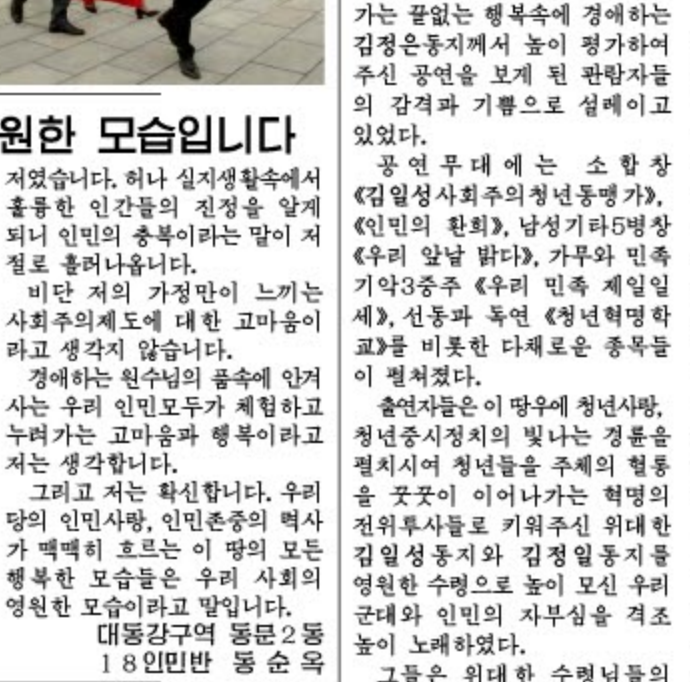 원한 모습입니다
저였습니다. 허나 실지생활속에서
훌륭한 인간들의 진정을 알게
되니 인민의 충복이라는 말이 저
절로 흘러나옵니다.
비단 저의 가정만이 느끼는
사회주의제도에 대한 고마움이
라고 생각지 않습니다.
경애하는 원수님의 품속에 안겨
사는 우리 인민모두가 체험하고
누려가는 고마움과 행복이라고
저는 생각합니다.
그리고 저는 확신합니다. 우리
당의 인민사랑, 인민존중의 력사
가 맥맥히 흐르는 이 땅의 모든
행복한 모습들은 우리 사회의
영원한 모습이라고 말입니다.
대동강구역 동문2동
18인민반 동순옥
가는 끝없는 행복속에 경애하는
김정은동지께서 높이 평가하여
주신 공연을 보게 된 관람자들
의 감격과 기쁨으로 설레이고
있었다.
공연무대에는 소합창
《김일성사회주의청년동맹가》,
《인민의 환희》, 남성기타5병창
《우리 앞날 밝다》, 가무와 민족
기악3중주 《우리 민족 제일일
세》, 선동과 독연 《청년혁명학
교》를 비롯한 다채로운 종목들
이 펼쳐졌다.
출연자들은 이 땅우에 청년사랑,
청년중시정치의 빛나는 경륜을
펼치시여 청년들을 주체의 혈통
을 꿋꿋이 이어나가는 혁명의
전위투사들로 키워주신 위대한
김일성동지와 김정일동지를
영원한 수령으로 높이 모신 우리
군대와 인민의 자부심을 격조
높이 노래하였다.
그들은 위대한 수령님들의